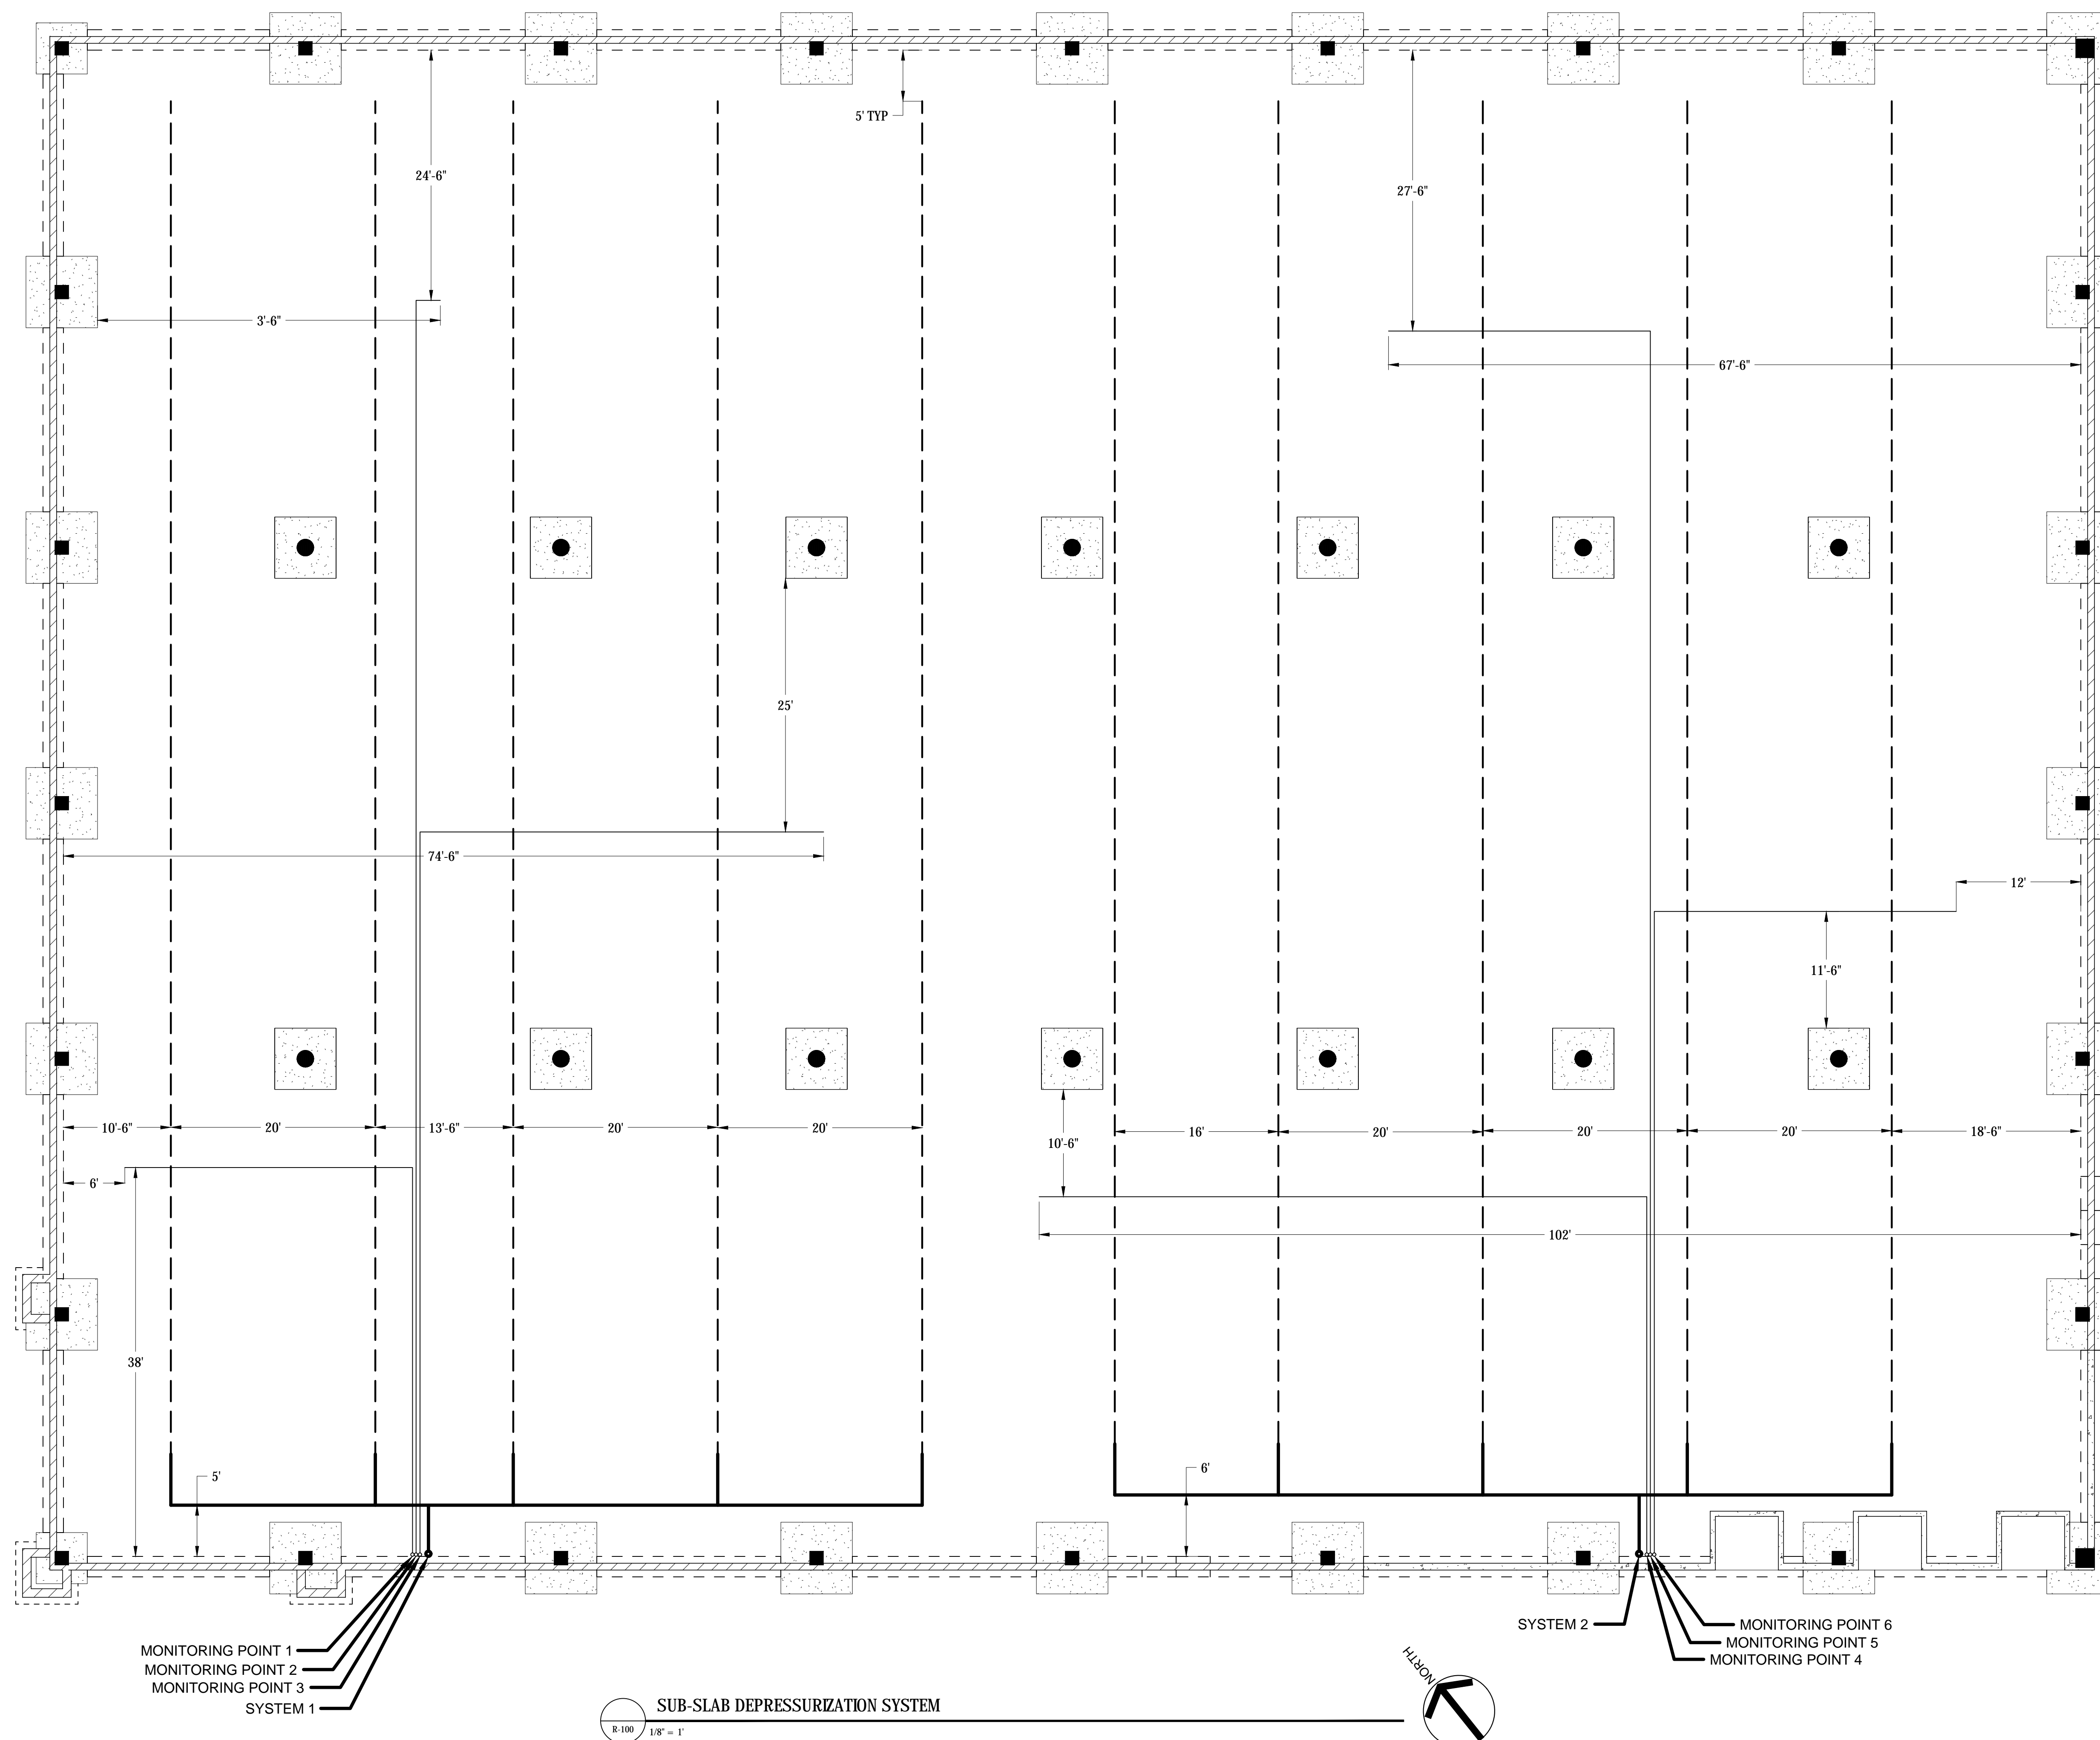 5' TYP
24'-6"
27'-6"
3'-6"
67'-6"
25'
74'-6"
12'
11'-6"
10'-6"
20'
13'-6"
20'
20'
10'-6"
16'
20'
20'
20'
18'-6"
6'
102'
38'
5'
6'
MONITORING POINT 1
MONITORING POINT 2
MONITORING POINT 3
SYSTEM 1
SYSTEM 2
MONITORING POINT 6
MONITORING POINT 5
MONITORING POINT 4
NORTH
SUB-SLAB DEPRESSURIZATION SYSTEM
R-100
1/8" = 1'